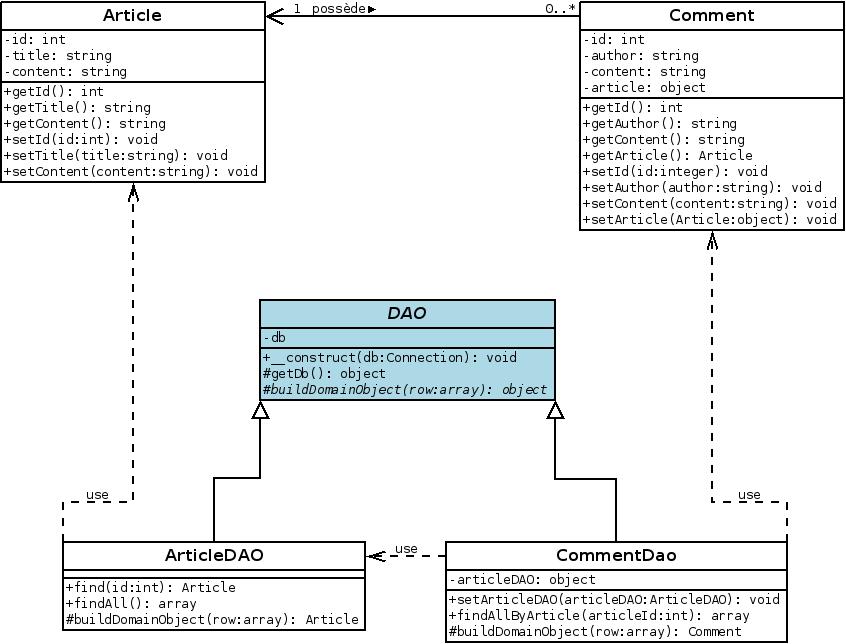 Article
-id: int
-title: string
-content: string
+getId(): int
+getTitle(): string
+getContent(): string
+setId(id:int): void
+setTitle(title:string): void
+setContent(content:string): void
1 possède▶ 0..*
Comment
-id: int
-author: string
-content: string
-article: object
+getId(): int
+getAuthor(): string
+getContent(): string
+getArticle(): Article
+setId(id:integer): void
+setAuthor(author:string): void
+setContent(content:string): void
+setArticle(Article:object): void
DAO
-db
+__construct(db:Connection): void
#getDb(): object
#buildDomainObject(row:array): object
use
use
ArticleDAO
+find(id:int): Article
+findAll(): array
#buildDomainObject(row:array): Article
use
CommentDao
-articleDAO: object
+setArticleDAO(articleDAO:ArticleDAO): void
+findAllByArticle(articleId:int): array
#buildDomainObject(row:array): Comment